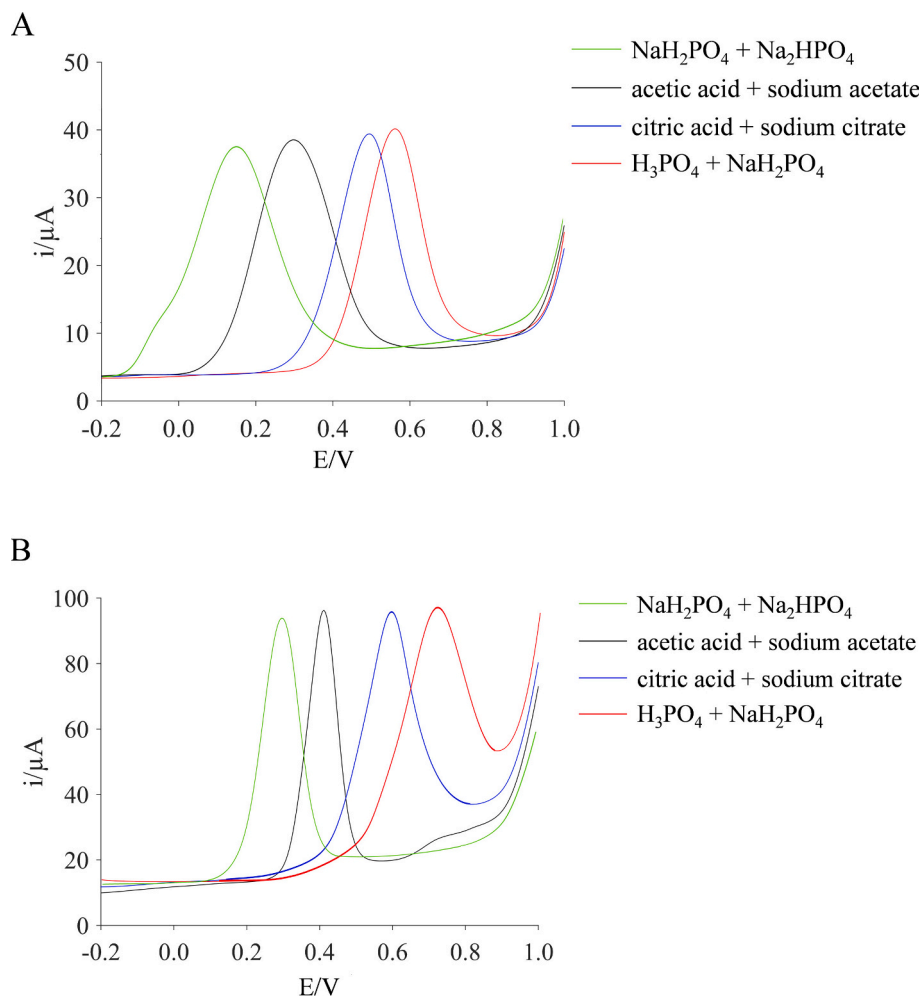 A
NaH₂PO₄ + Na₂HPO₄
acetic acid + sodium acetate
citric acid + sodium citrate
H₃PO₄ + NaH₂PO₄
50
40
30
20
10
0
i/μA
-0.2 0.0 0.2 0.4 0.6 0.8 1.0
E/V
B
NaH₂PO₄ + Na₂HPO₄
acetic acid + sodium acetate
citric acid + sodium citrate
H₃PO₄ + NaH₂PO₄
100
80
60
40
20
0
i/μA
-0.2 0.0 0.2 0.4 0.6 0.8 1.0
E/V